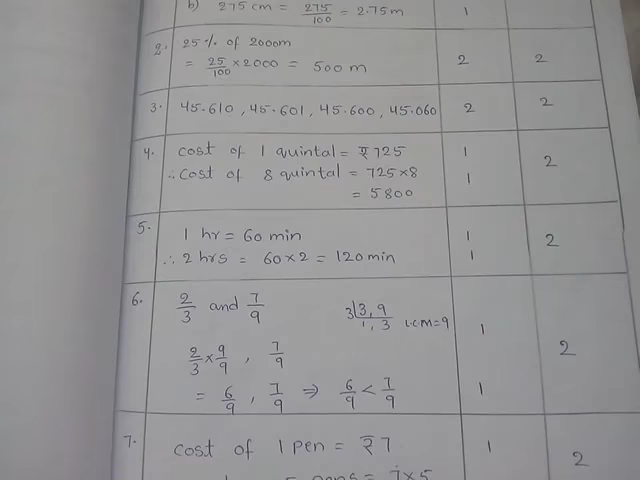 b) 275 cm = 275/100 = 2.75 m 1
2. 25% of 2000m
= 25/100 × 2000 = 500 m 2 2
3. 45.610, 45.601, 45.600, 45.060 2 2
4. cost of 1 quintal = ₹725 1
∴ cost of 8 quintal = 725×8 1 2
= 5800
5. 1 hr = 60 min 1
∴ 2 hrs = 60×2 = 120 min 1 2
6. 2/3 and 7/9 3 3, 9
1, 3 L.C.M=9 1
2/3 × 9/9 , 7/9 2
= 6/9 , 7/9 ⇒ 6/9 < 7/9 1
7. cost of 1 pen = ₹7 1
5 pens = 7×5 2